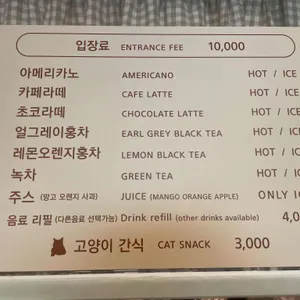 입장료 ENTRANCE FEE 10,000
아메리카노 AMERICANO HOT / ICE
카페라떼 CAFE LATTE HOT / ICE
초코라떼 CHOCOLATE LATTE HOT / ICE
얼그레이홍차 EARL GREY BLACK TEA HOT / ICE
레몬오렌지홍차 LEMON BLACK TEA HOT / IC
녹차 GREEN TEA HOT / IC
주스 (망고 오렌지 사과) JUICE (MANGO ORANGE APPLE) ONLY IC
음료 리필 (다른음료 선택가능) Drink refill (other drinks available) 4,0
고양이 간식 CAT SNACK 3,000